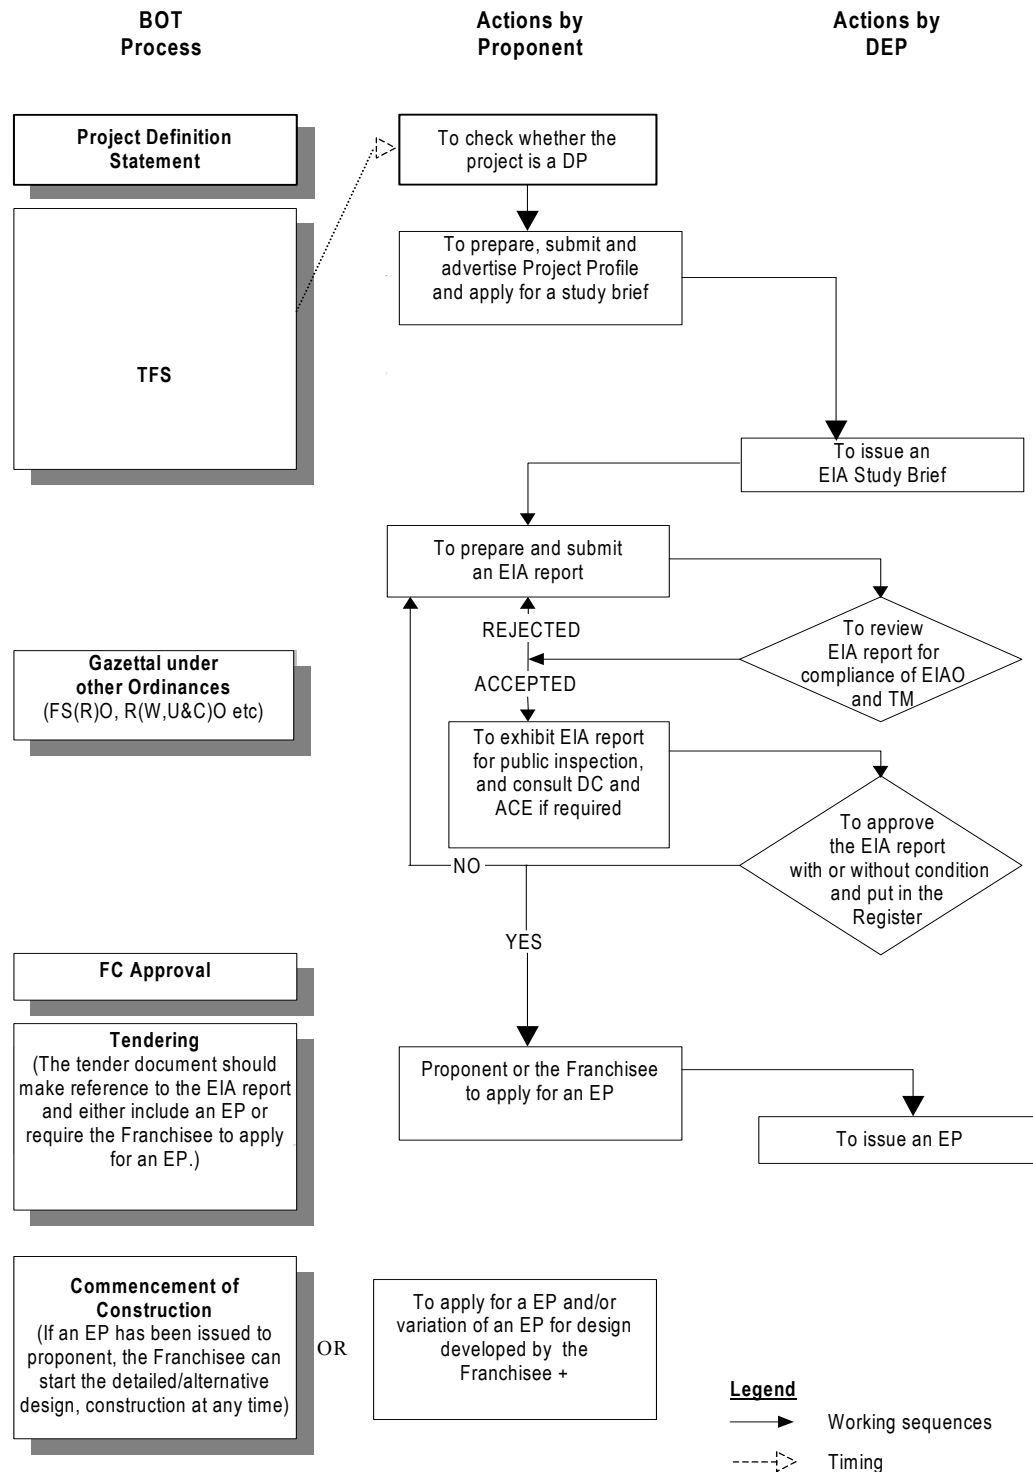 BOT
Process
Actions by
Proponent
Actions by
DEP
Project Definition
Statement
To check whether the
project is a DP
To prepare, submit and
advertise Project Profile
and apply for a study brief
TFS
To issue an
EIA Study Brief
To prepare and submit
an EIA report
REJECTED
To review
EIA report for
compliance of EIAO
and TM
Gazettal under
other Ordinances
(FS(R)O, R(W,U&C)O etc)
ACCEPTED
To exhibit EIA report
for public inspection,
and consult DC and
ACE if required
To approve
the EIA report
with or without condition
and put in the
Register
NO
YES
FC Approval
Tendering
(The tender document should
make reference to the EIA report
and either include an EP or
require the Franchisee to apply
for an EP.)
Proponent or the Franchisee
to apply for an EP
To issue an EP
Commencement of
Construction
(If an EP has been issued to
proponent, the Franchisee can
start the detailed/alternative
design, construction at any time)
OR
To apply for a EP and/or
variation of an EP for design
developed by the
Franchisee +
Legend
Working sequences
Timing